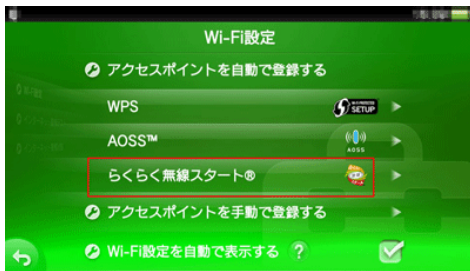 Wi-Fi設定
アクセスポイントを自動で登録する
WPS
WI-FI PROTECTED
SETUP
AOSS™
AOSS
らくらく無線スタート®
アクセスポイントを手動で登録する
Wi-Fi設定を自動で表示する ?